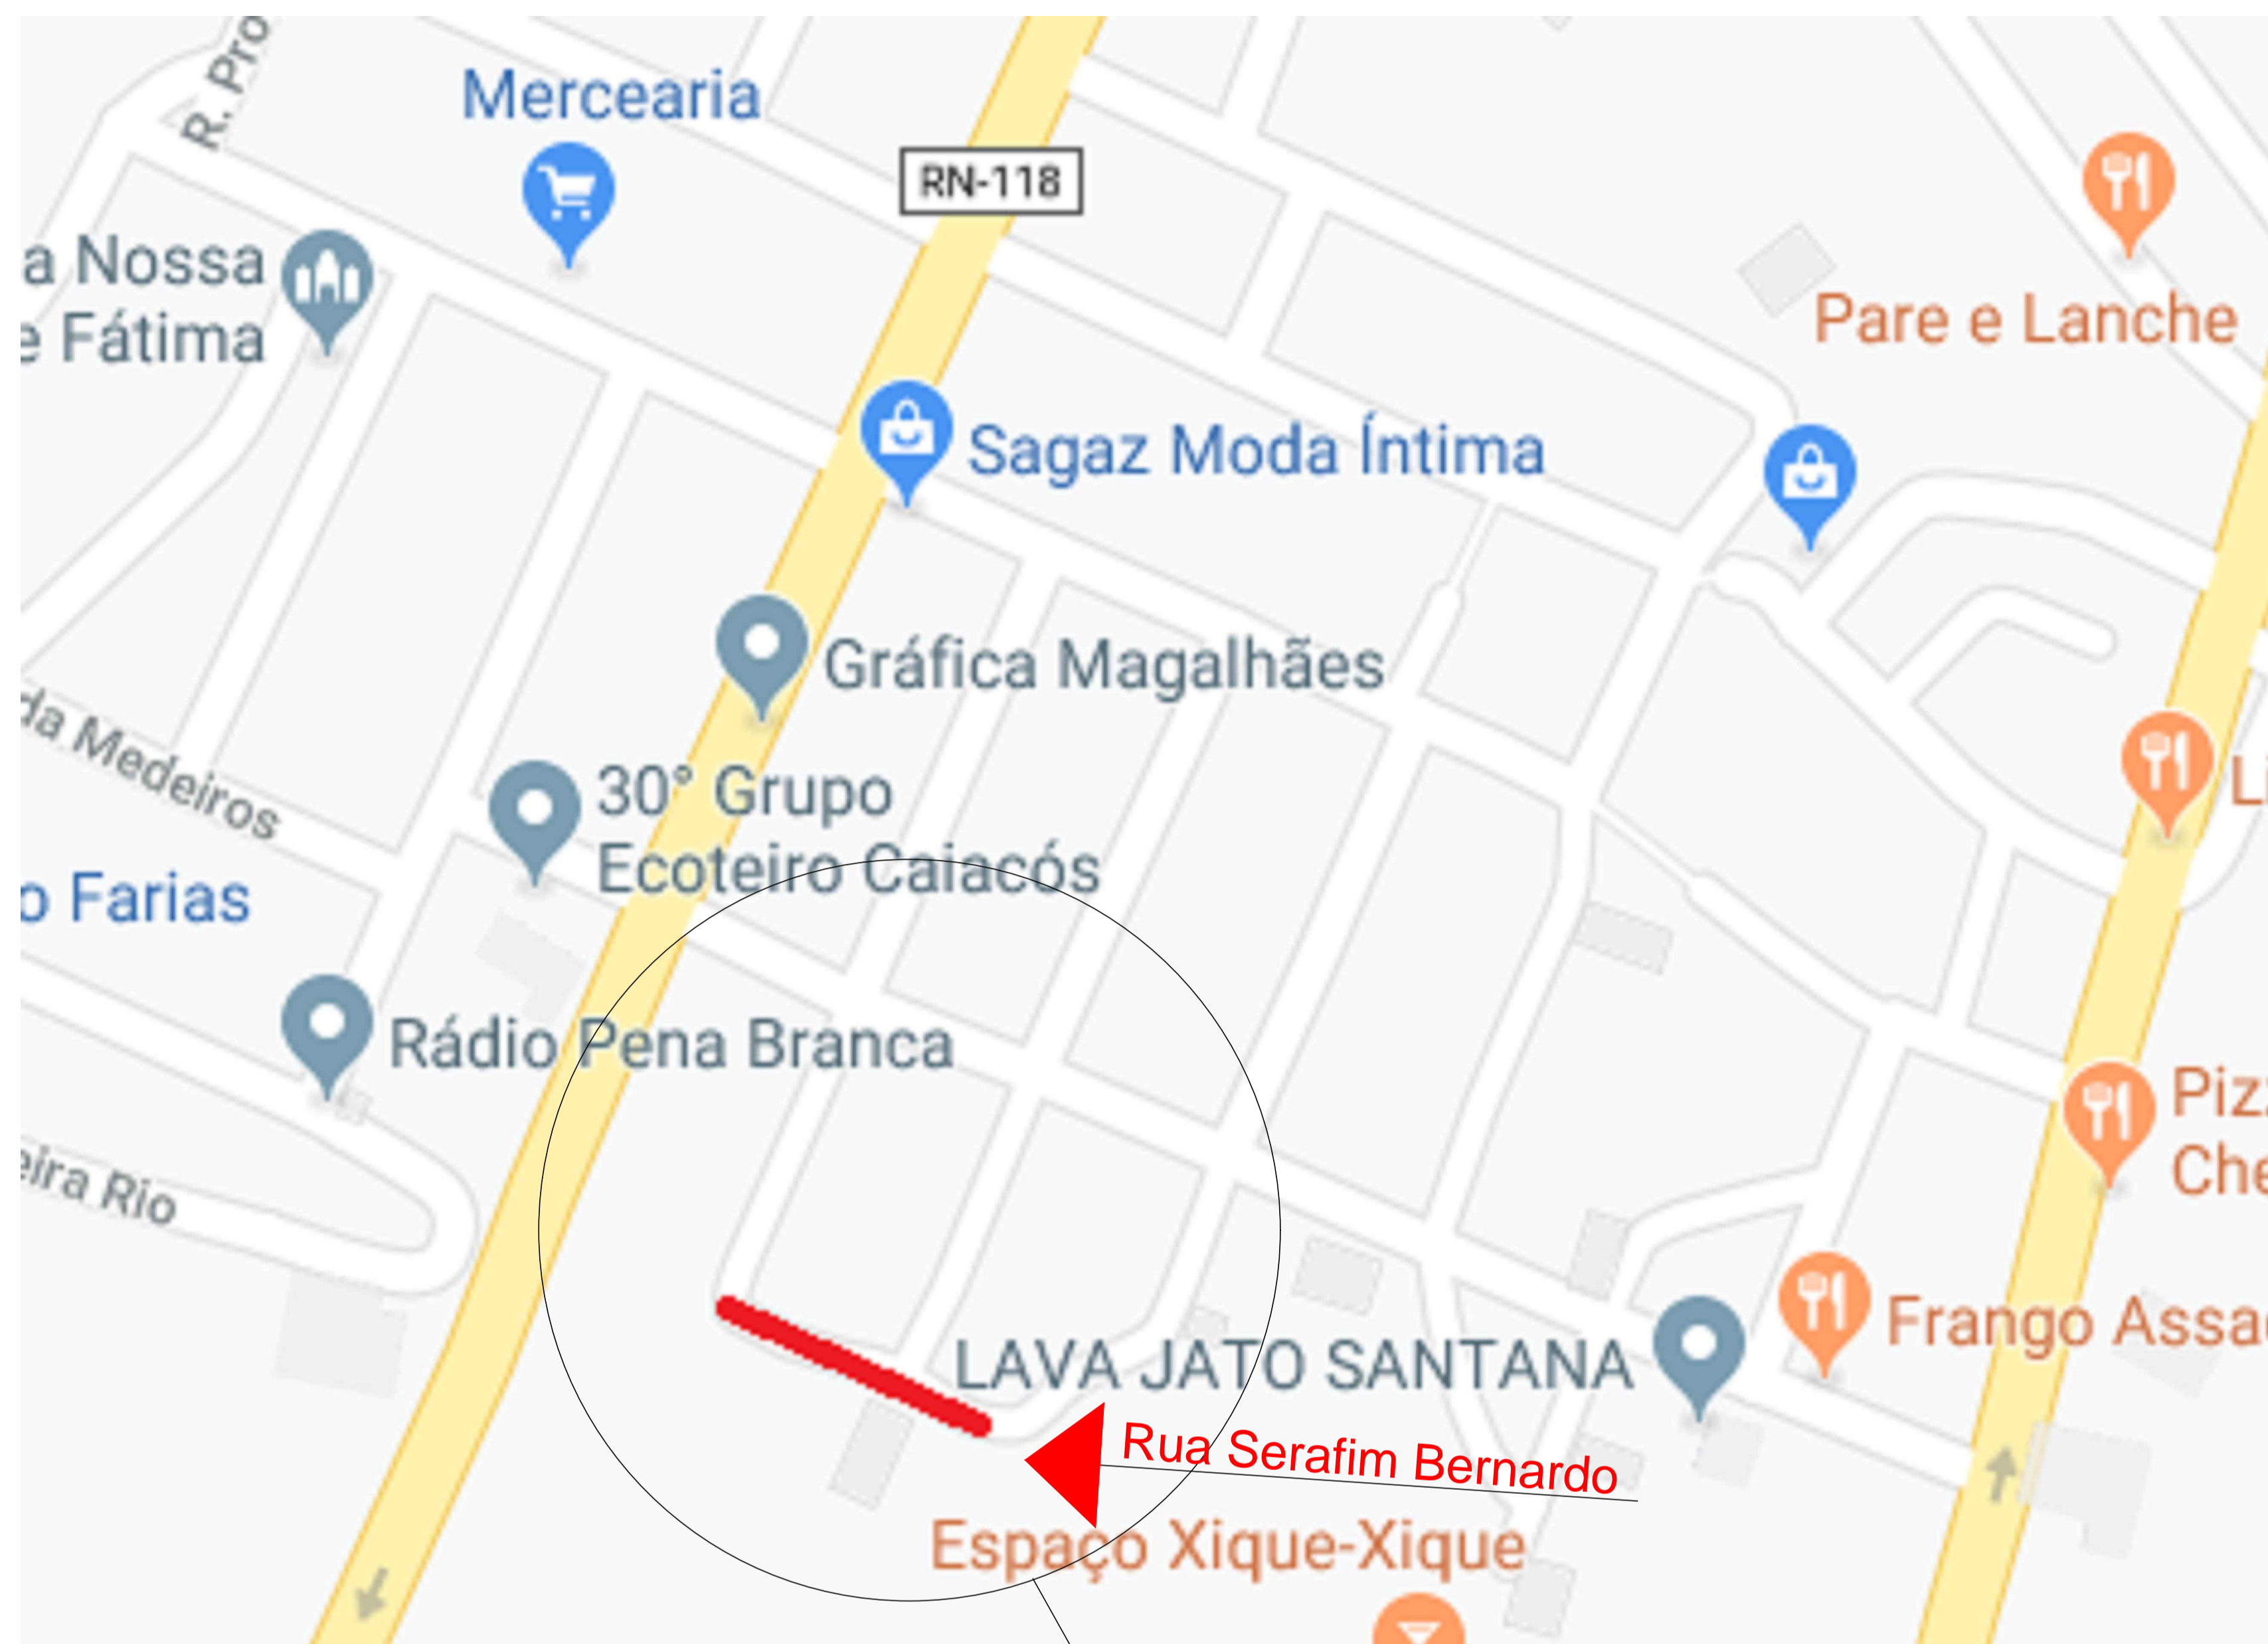 R. Pro
Mercearia
RN-118
a Nossa
e Fátima
Pare e Lanche
Sagaz Moda Íntima
Gráfica Magalhães
da Medeiros
30° Grupo
Ecoteiro Caiacós
Li
o Farias
Rádio Pena Branca
Piz
Che
eira Rio
Frango Assa
LAVA JATO SANTANA
Rua Serafim Bernardo
Espaço Xique-Xique